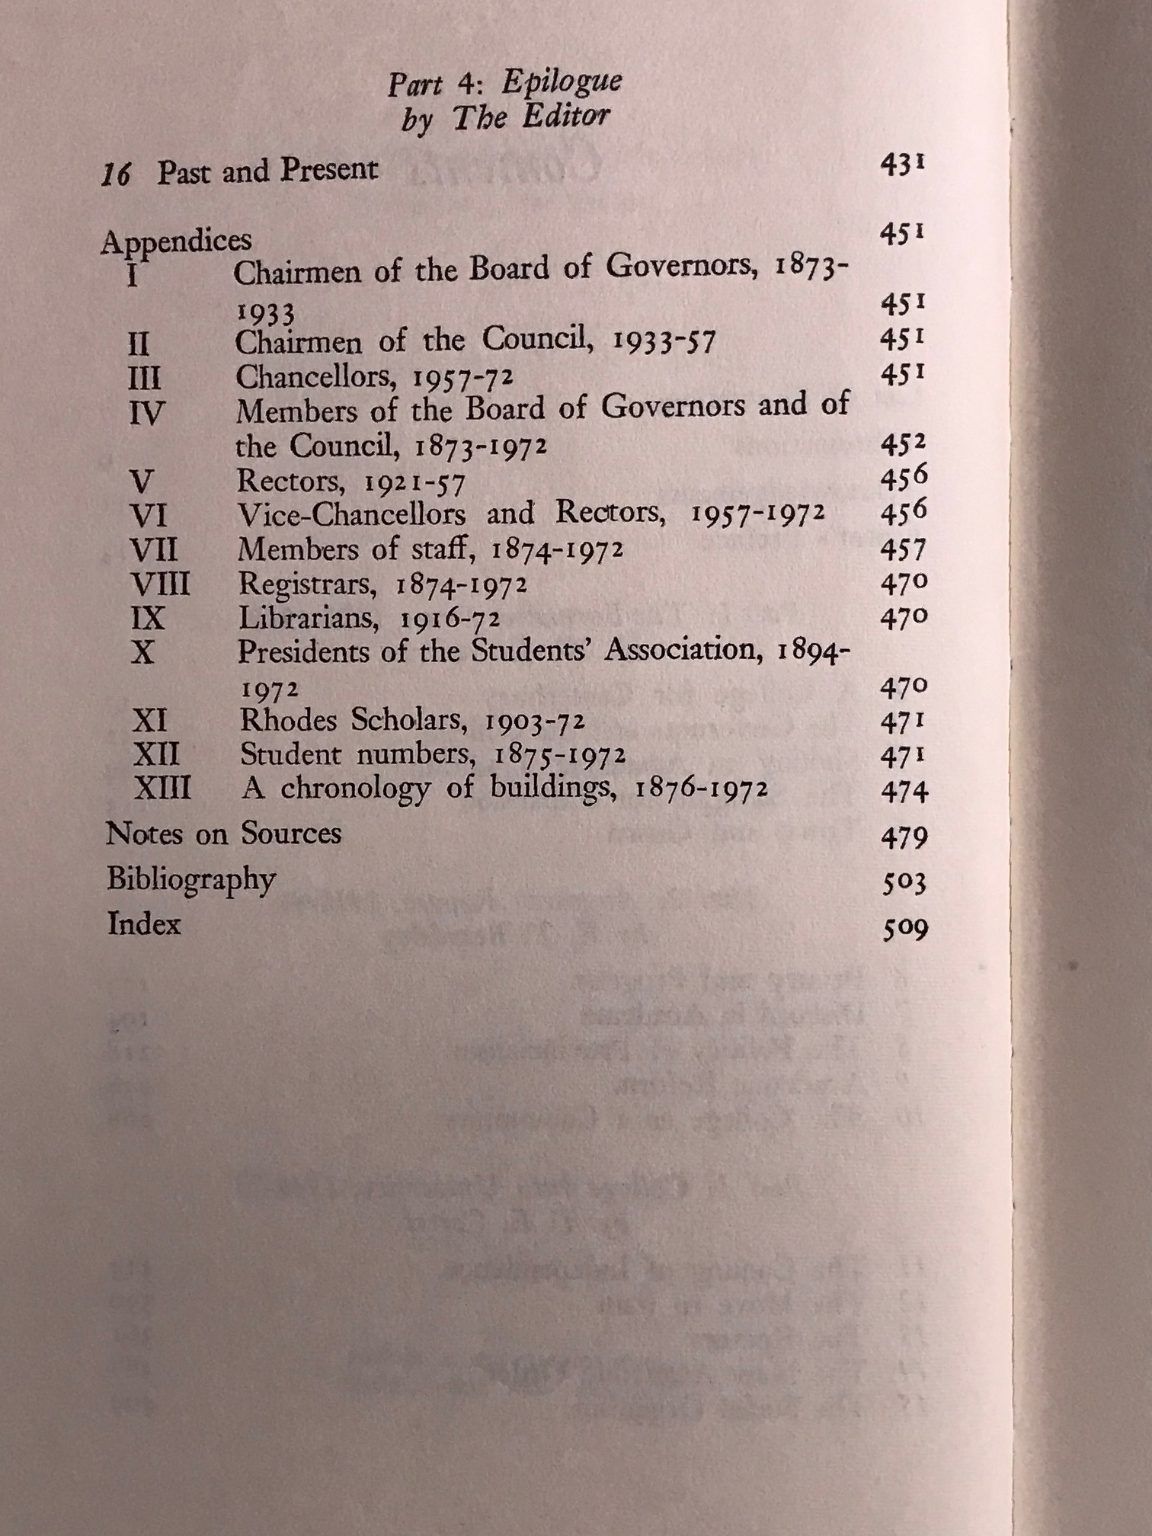 Part 4: Epilogue
by The Editor
16 Past and Present 431
Appendices 451
I Chairmen of the Board of Governors, 1873-
1933 451
II Chairmen of the Council, 1933-57 451
III Chancellors, 1957-72 451
IV Members of the Board of Governors and of
the Council, 1873-1972 452
V Rectors, 1921-57 456
VI Vice-Chancellors and Rectors, 1957-1972 456
VII Members of staff, 1874-1972 457
VIII Registrars, 1874-1972 470
IX Librarians, 1916-72 470
X Presidents of the Students' Association, 1894-
1972 470
XI Rhodes Scholars, 1903-72 471
XII Student numbers, 1875-1972 471
XIII A chronology of buildings, 1876-1972 474
Notes on Sources 479
Bibliography 503
Index 509